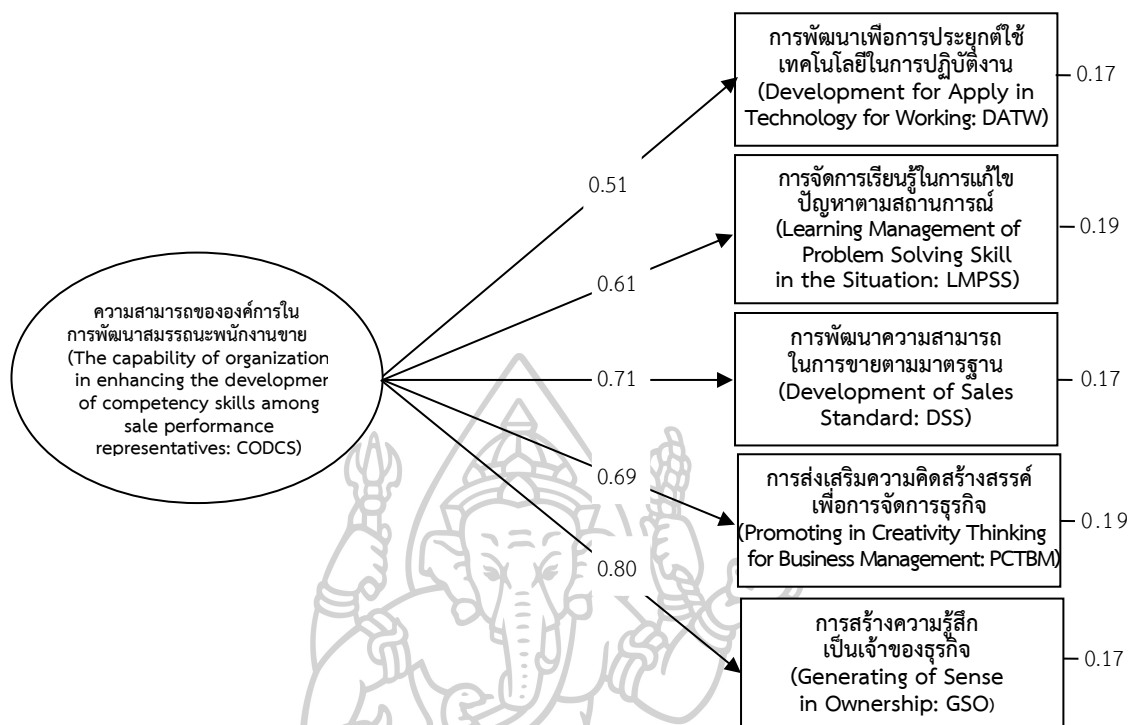 การพัฒนาเพื่อการประยุกต์ใช้
เทคโนโลยีในการปฏิบัติงาน
(Development for Apply in
Technology for Working: DATW)
0.17
0.51
การจัดการเรียนรู้ในการแก้ไข
ปัญหาตามสถานการณ์
(Learning Management of
Problem Solving Skill
in the Situation: LMPSS)
0.19
0.61
ความสามารถขององค์การใน
การพัฒนาสมรรถนะพนักงานขาย
(The capability of organization
in enhancing the developmer
of competency skills among
sale performance
representatives: CODCS)
0.71
การพัฒนาความสามารถ
ในการขายตามมาตรฐาน
(Development of Sales
Standard: DSS)
0.17
0.69
การส่งเสริมความคิดสร้างสรรค์
เพื่อการจัดการธุรกิจ
(Promoting in Creativity Thinking
for Business Management: PCTBM)
0.19
0.80
การสร้างความรู้สึก
เป็นเจ้าของธุรกิจ
(Generating of Sense
in Ownership: GSO)
0.17